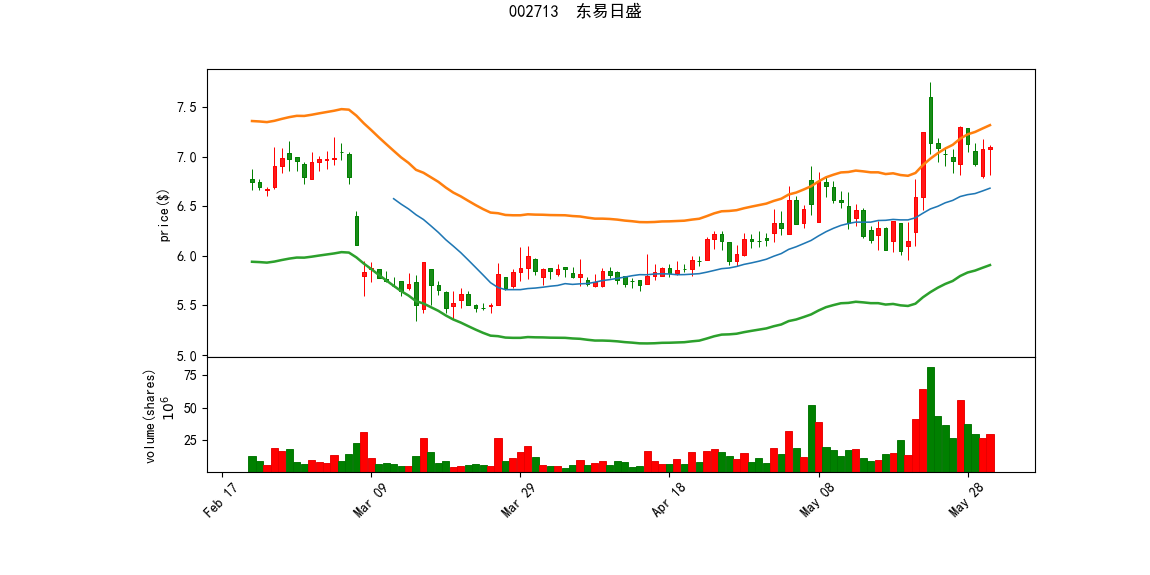 002713 东易日盛
price($)
7.5
7.0
6.5
6.0
5.5
5.0
volume(shares)
10^6
75
50
25
Feb 17
Mar 09
Mar 29
Apr 18
May 08
May 28